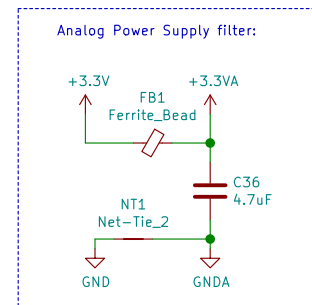 Analog Power Supply filter:
+3.3V
+3.3VA
FB1
Ferrite_Bead
C36
4.7uF
NT1
Net-Tie_2
GND
GNDA